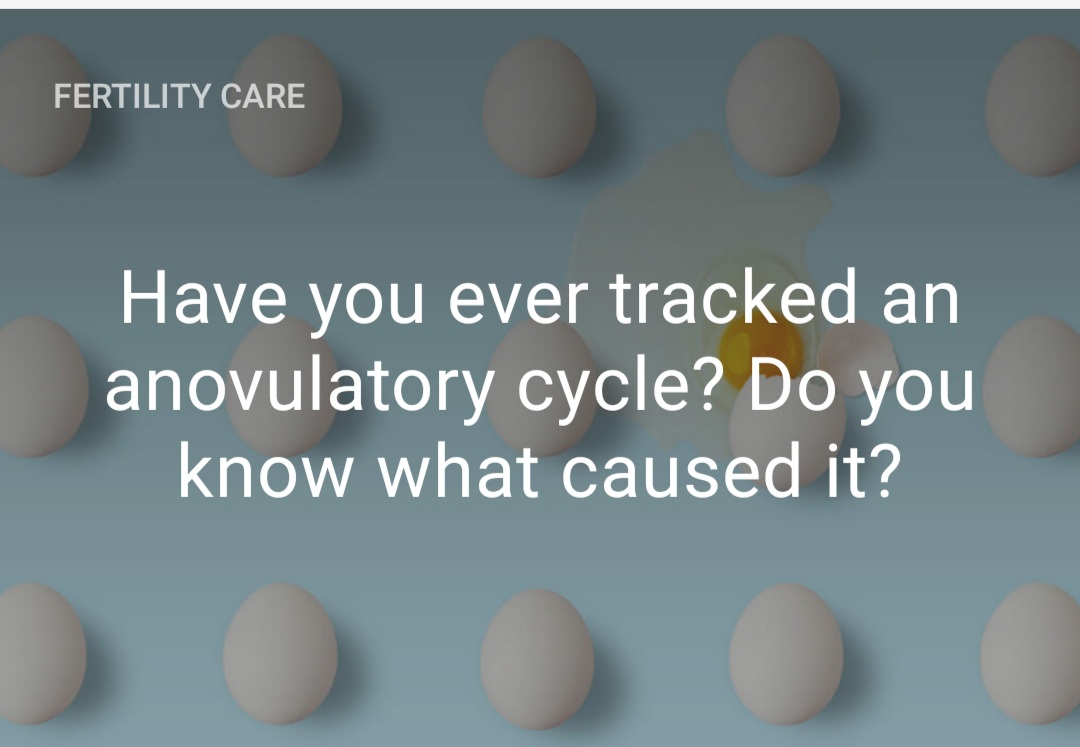 FERTILITY CARE
Have you ever tracked an
anovulatory cycle? Do you
know what caused it?